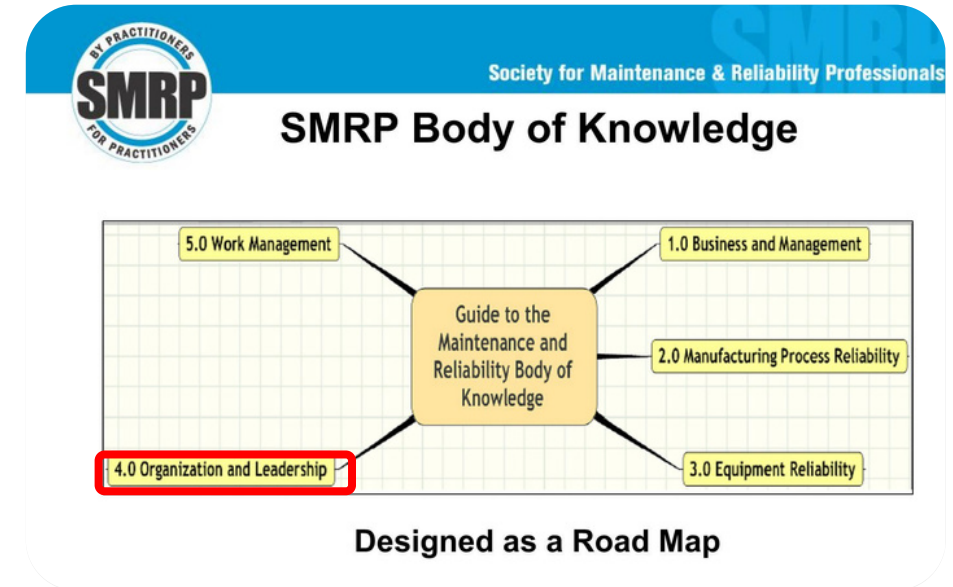 BY PRACTITIONERS
SMRP
FOR PRACTITIONERS
SMRP
Society for Maintenance & Reliability Professionals
SMRP Body of Knowledge
5.0 Work Management
1.0 Business and Management
Guide to the
Maintenance and
Reliability Body of
Knowledge
2.0 Manufacturing Process Reliability
4.0 Organization and Leadership
3.0 Equipment Reliability
Designed as a Road Map